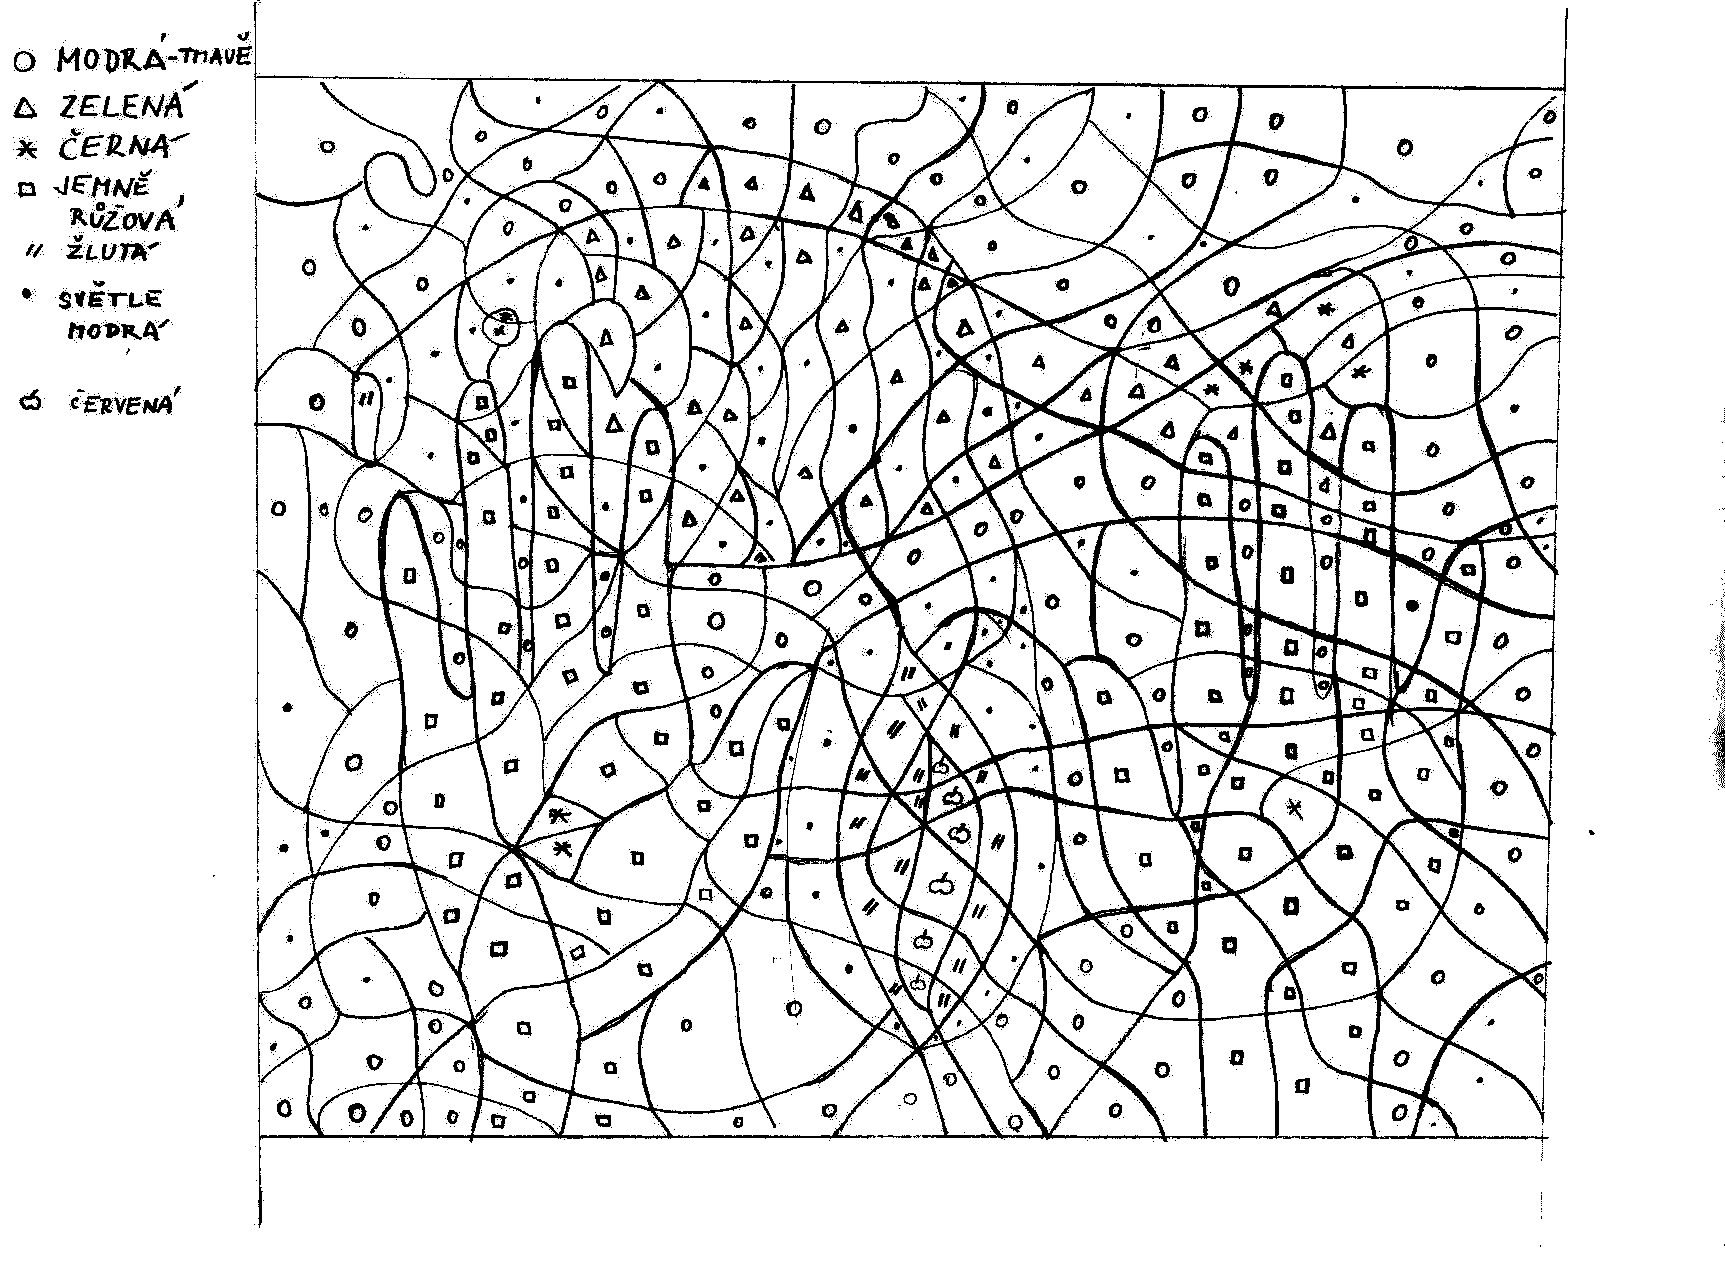 MODRÁ-TMAVĚ
ZELENÁ
ČERNÁ
JEMNĚ
RŮŽOVÁ
ŽLUTÁ
SVĚTLE
MODRÁ
ČERVENÁ